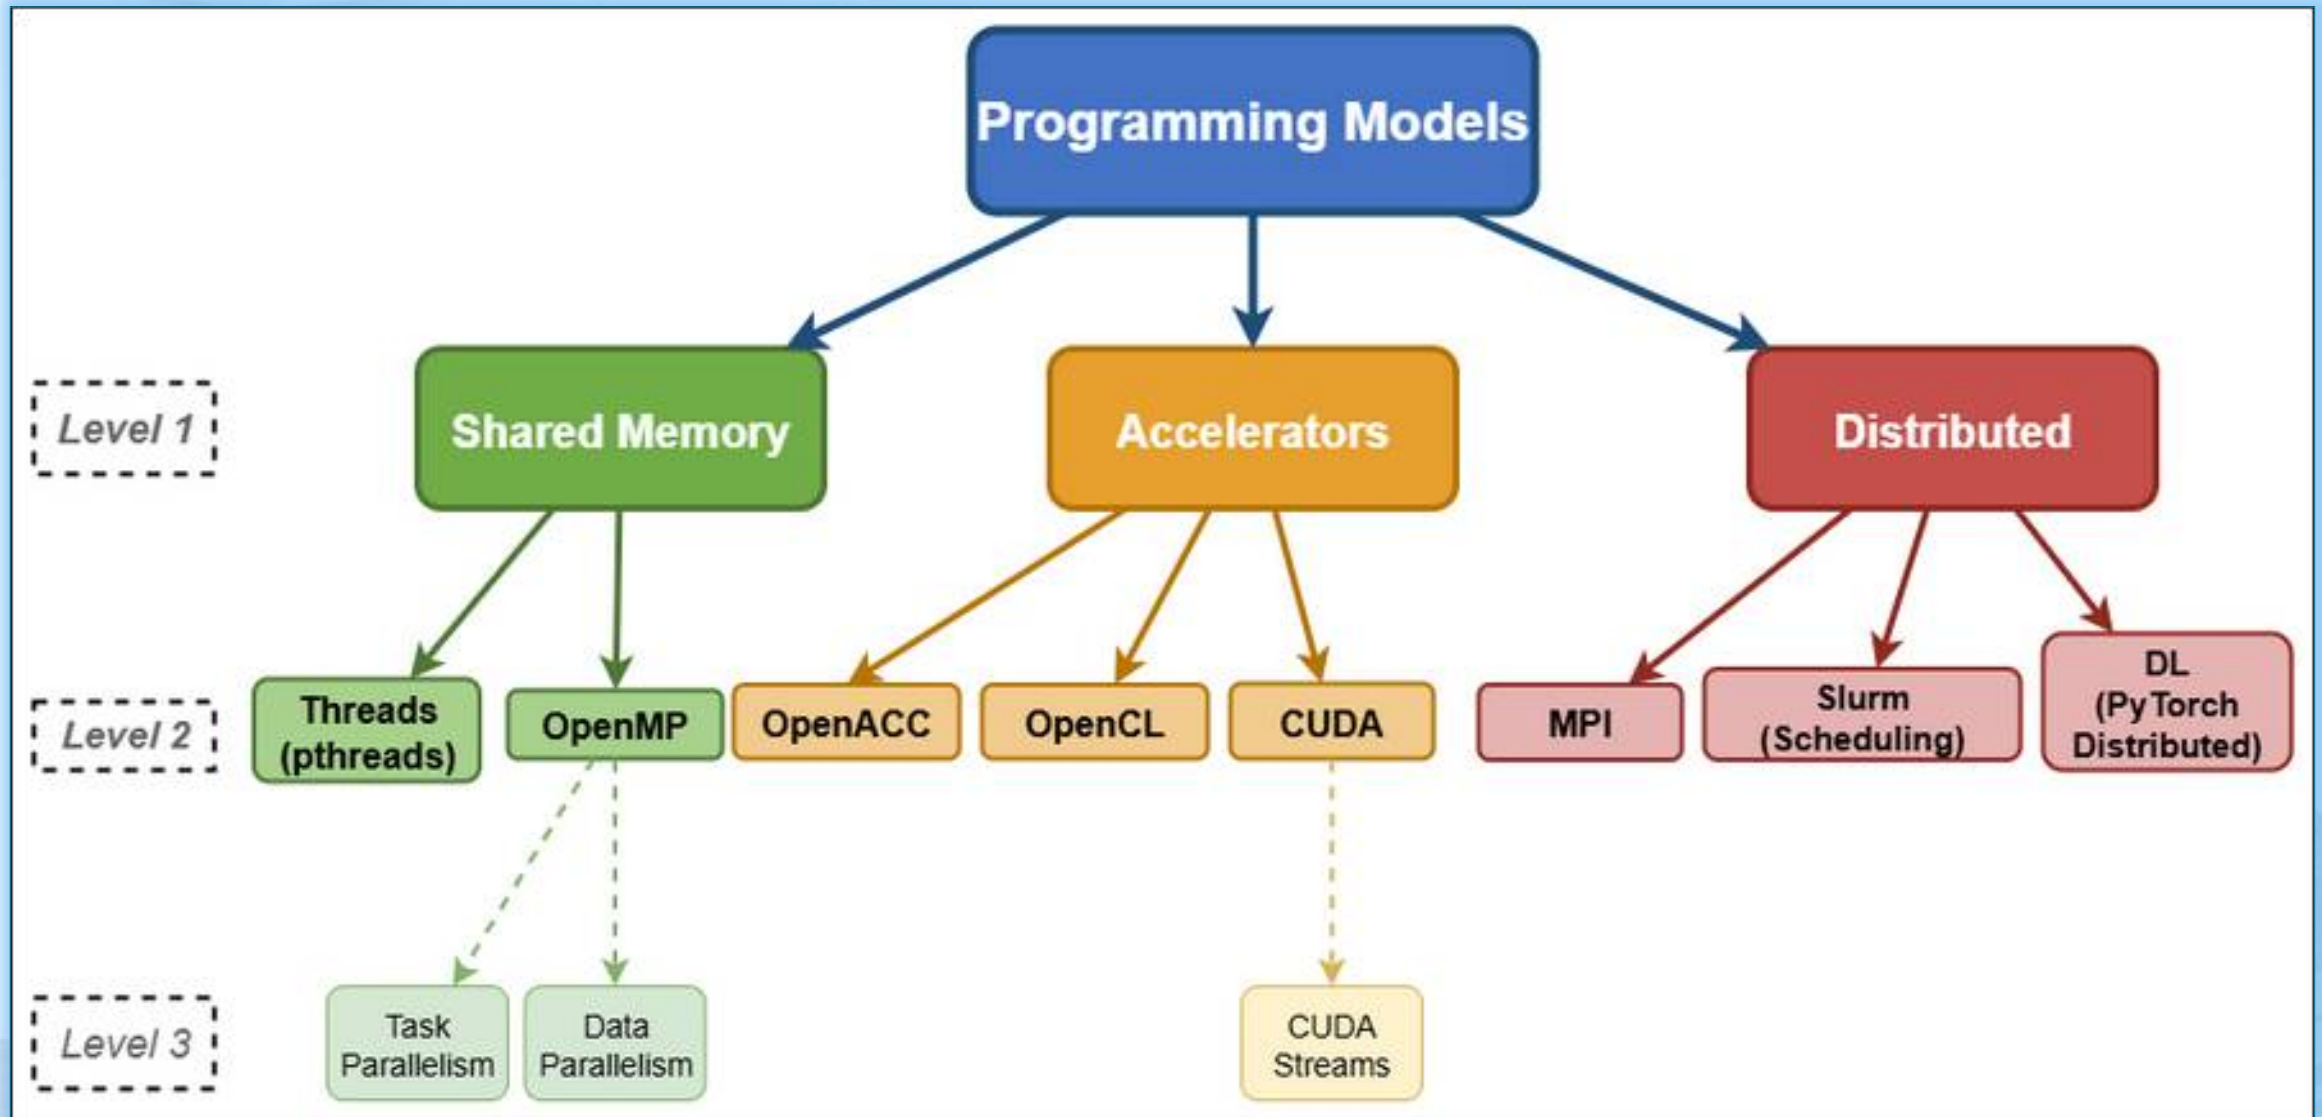 Programming Models
Level 1
Shared Memory
Accelerators
Distributed
Level 2
Threads
(pthreads)
OpenMP
OpenACC
OpenCL
CUDA
MPI
Slurm
(Scheduling)
DL
(PyTorch
Distributed)
Level 3
Task
Parallelism
Data
Parallelism
CUDA
Streams